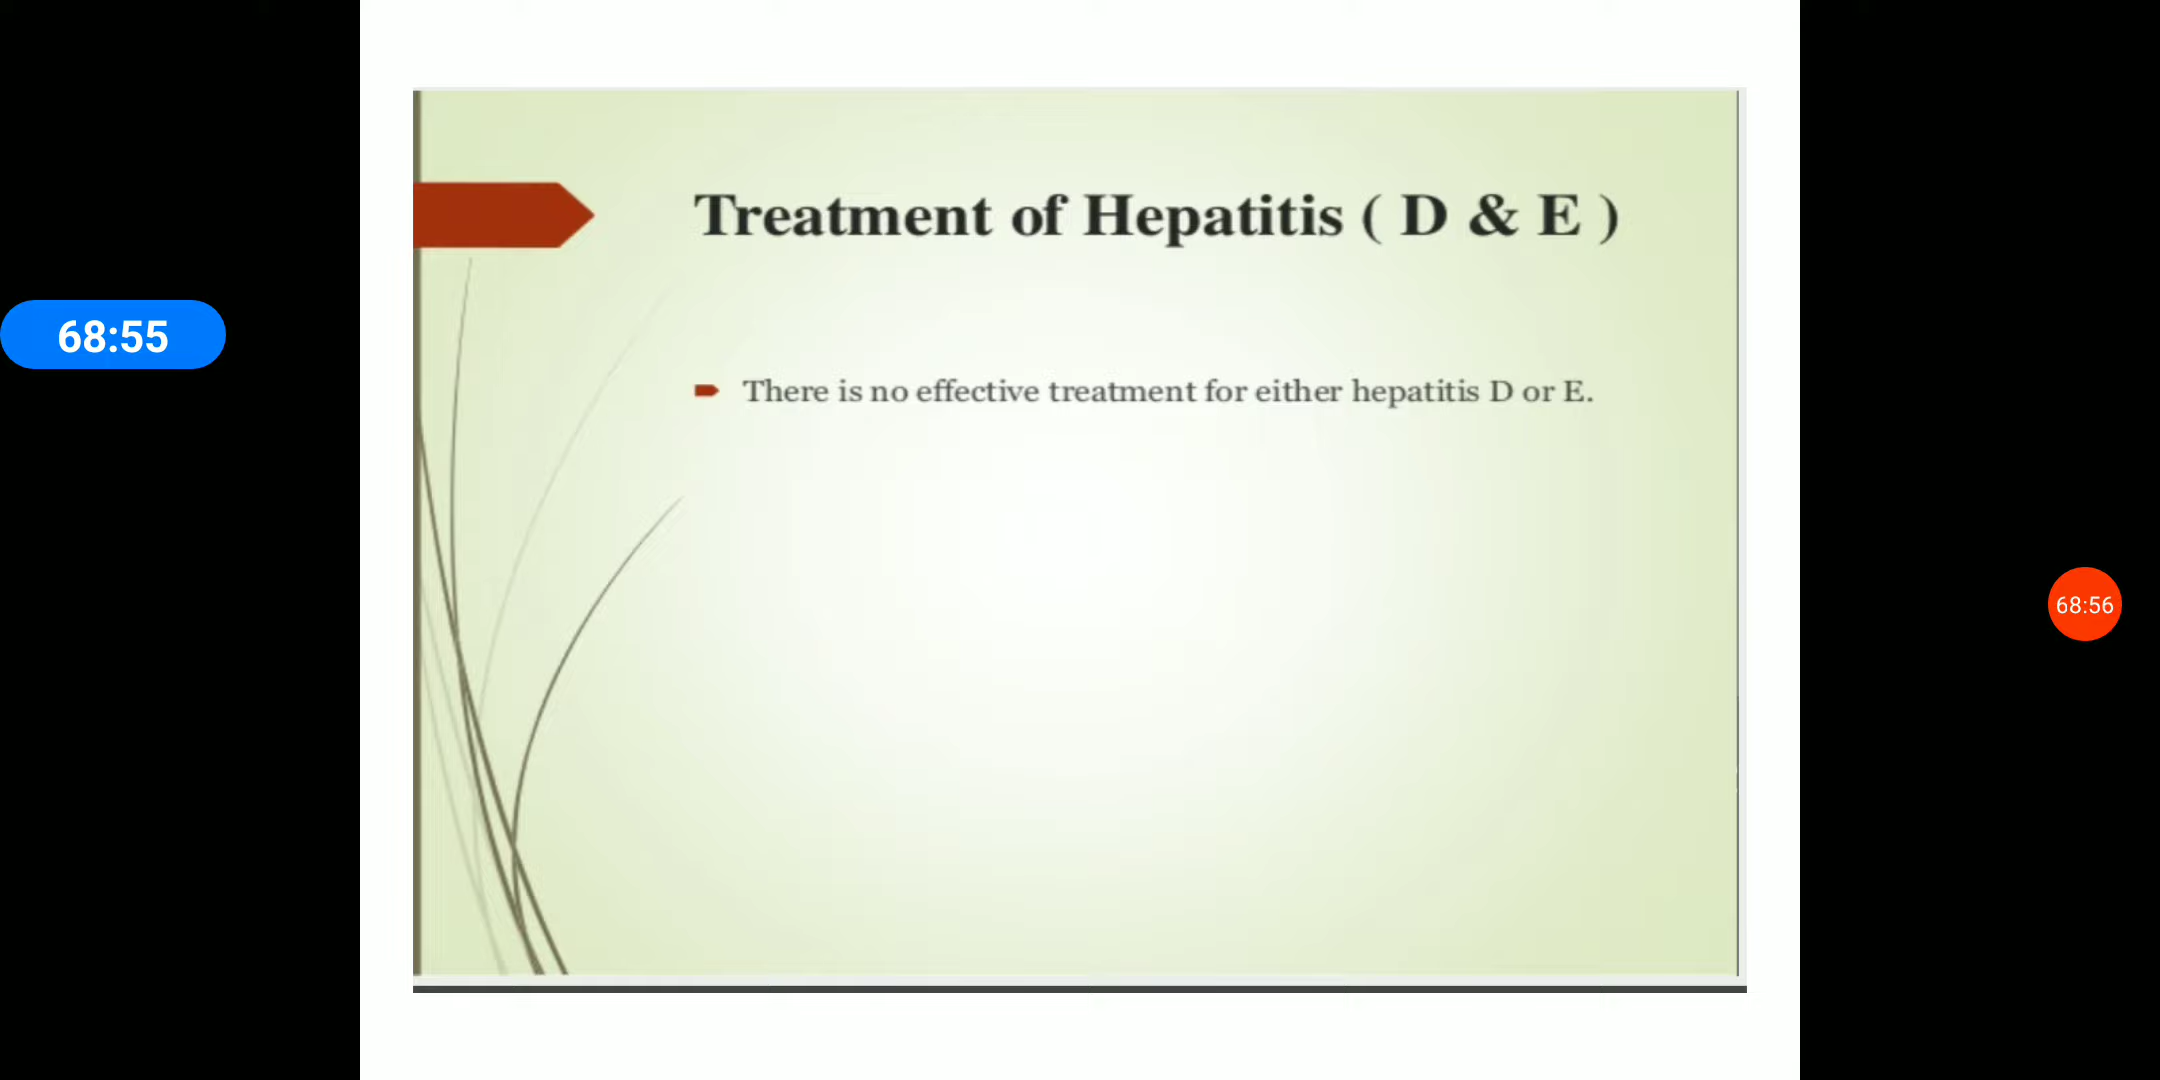 Treatment of Hepatitis ( D & E )
68:55
There is no effective treatment for either hepatitis D or E.
68:56